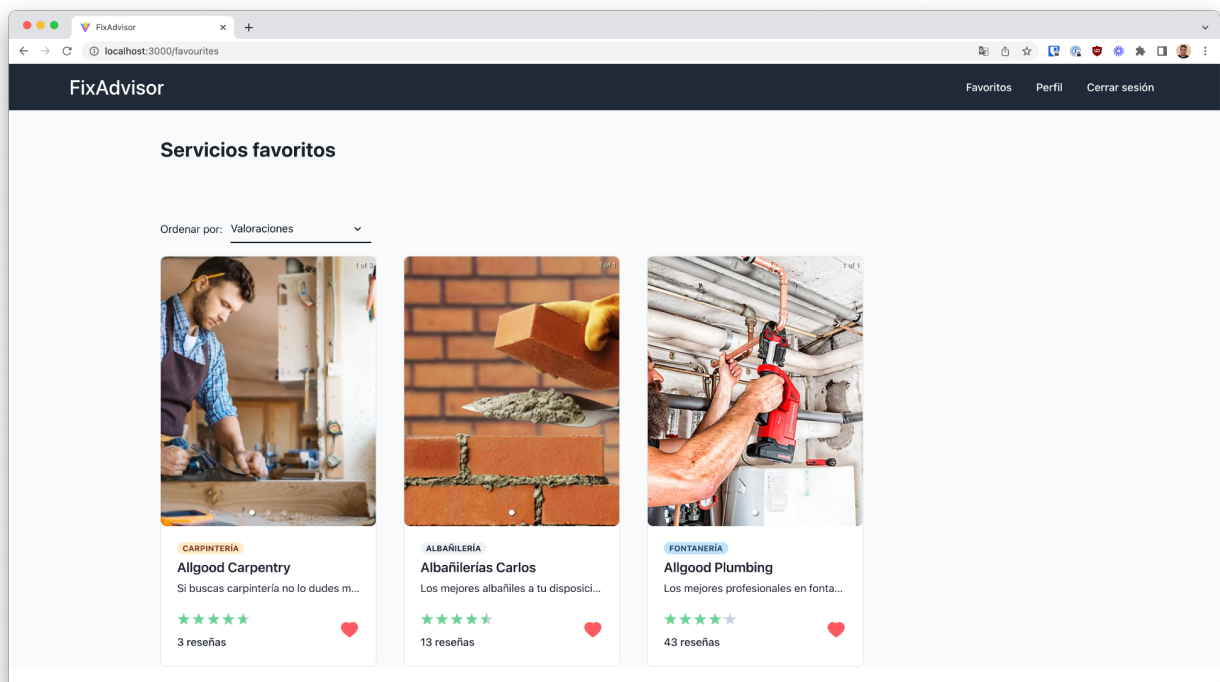 FixAdvisor
localhost:3000/favourites
FixAdvisor
Favoritos Perfil Cerrar sesión
Servicios favoritos
Ordenar por: Valoraciones
1 of 3
1 of 1
1 of 1
CARPINTERÍA
Allgood Carpentry
Si buscas carpintería no lo dudes m...
3 reseñas
ALBAÑILERÍA
Albañilerías Carlos
Los mejores albañiles a tu disposici...
13 reseñas
FONTANERÍA
Allgood Plumbing
Los mejores profesionales en fonta...
43 reseñas